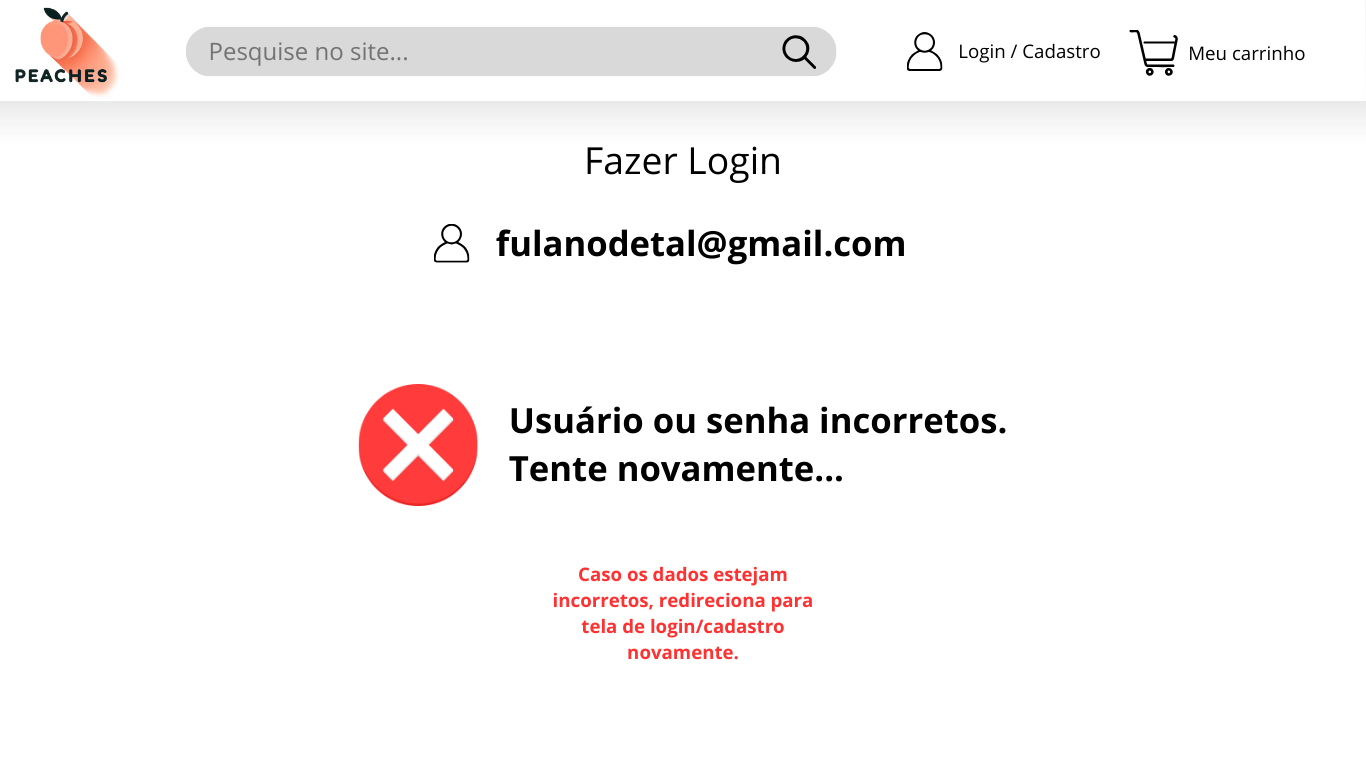 PEACHES
Pesquise no site...
Login / Cadastro
Meu carrinho
Fazer Login
fulanodetal@gmail.com
Usuário ou senha incorretos.
Tente novamente...
Caso os dados estejam
incorretos, redireciona para
tela de login/cadastro
novamente.